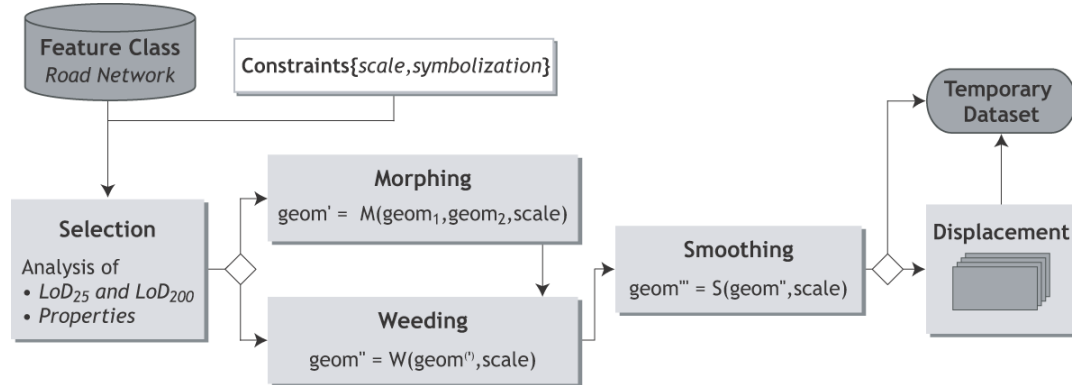 Feature Class
Road Network
Constraints{scale,symbolization}
Temporary
Dataset
Morphing
geom' = M(geom₁,geom₂,scale)
Selection
Analysis of
• LoD₂₅ and LoD₂₀₀
• Properties
Weeding
geom'' = W(geom⁽'⁾,scale)
Smoothing
geom''' = S(geom'',scale)
Displacement